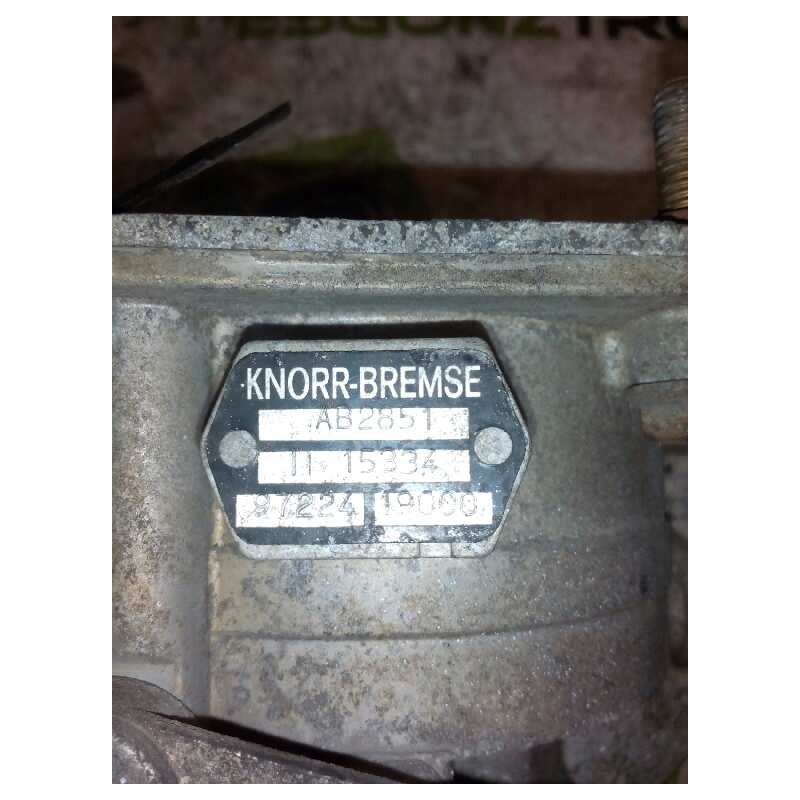 KNORR-BREMSE
AB2851
II 15334
97224 19000